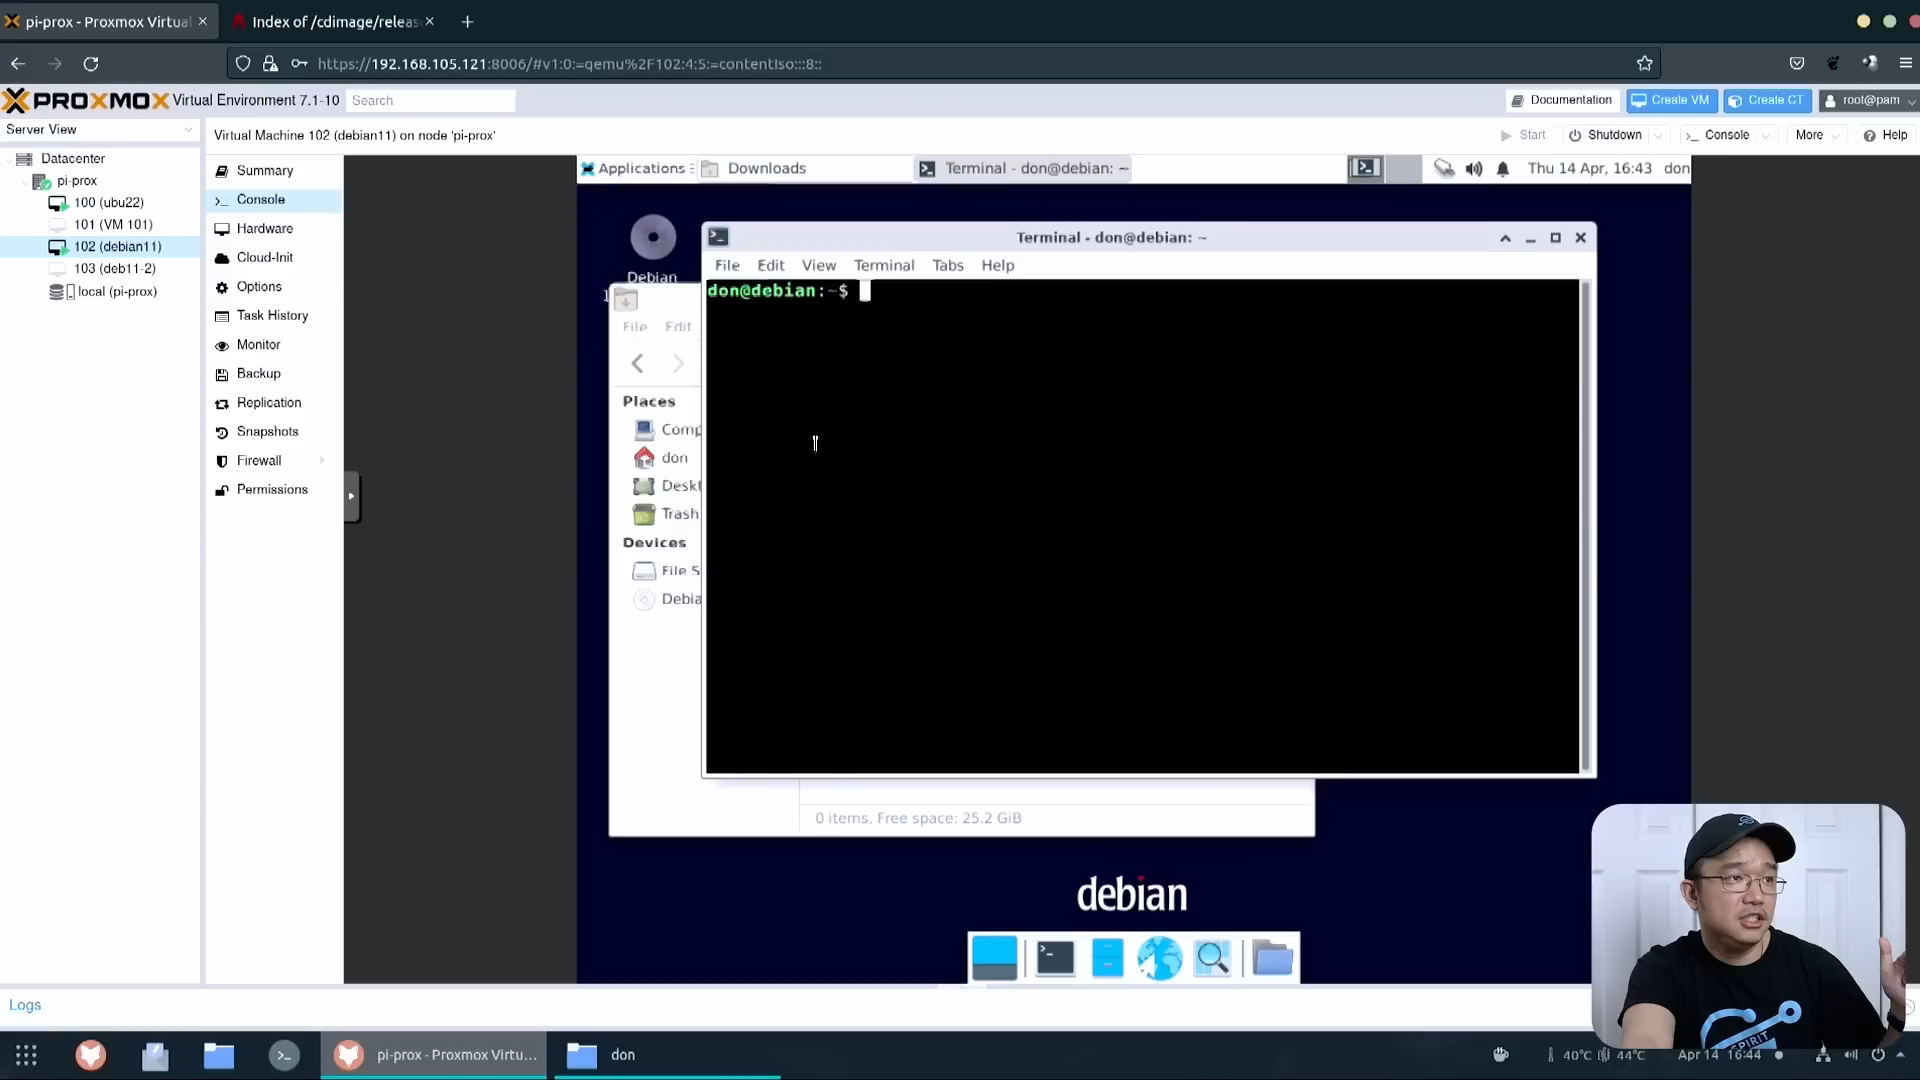 pi-prox - Proxmox Virtual
Index of /cdimage/releas
https://192.168.105.121:8006/#v1:0:=qemu%2F102:4:5:=contentIso:::8::
PROXMOX Virtual Environment 7.1-10
Search
Documentation
Create VM
Create CT
root@pam
Server View
Virtual Machine 102 (debian11) on node 'pi-prox'
Start
Shutdown
Console
More
Help
Datacenter
pi-prox
100 (ubu22)
101 (VM 101)
102 (debian11)
103 (deb11-2)
local (pi-prox)
Summary
Console
Hardware
Cloud-Init
Options
Task History
Monitor
Backup
Replication
Snapshots
Firewall
Permissions
Applications
Downloads
Terminal - don@debian: ~
Thu 14 Apr, 16:43
don
Debian
Terminal - don@debian: ~
File Edit View Terminal Tabs Help
don@debian:~$
File Edit
Places
Comp
don
Deskt
Trash
Devices
File S
Debia
0 items, Free space: 25.2 GiB
debian
SPIRIT
Logs
pi-prox - Proxmox Virtu...
don
40°C
44°C
Apr 14 16:44